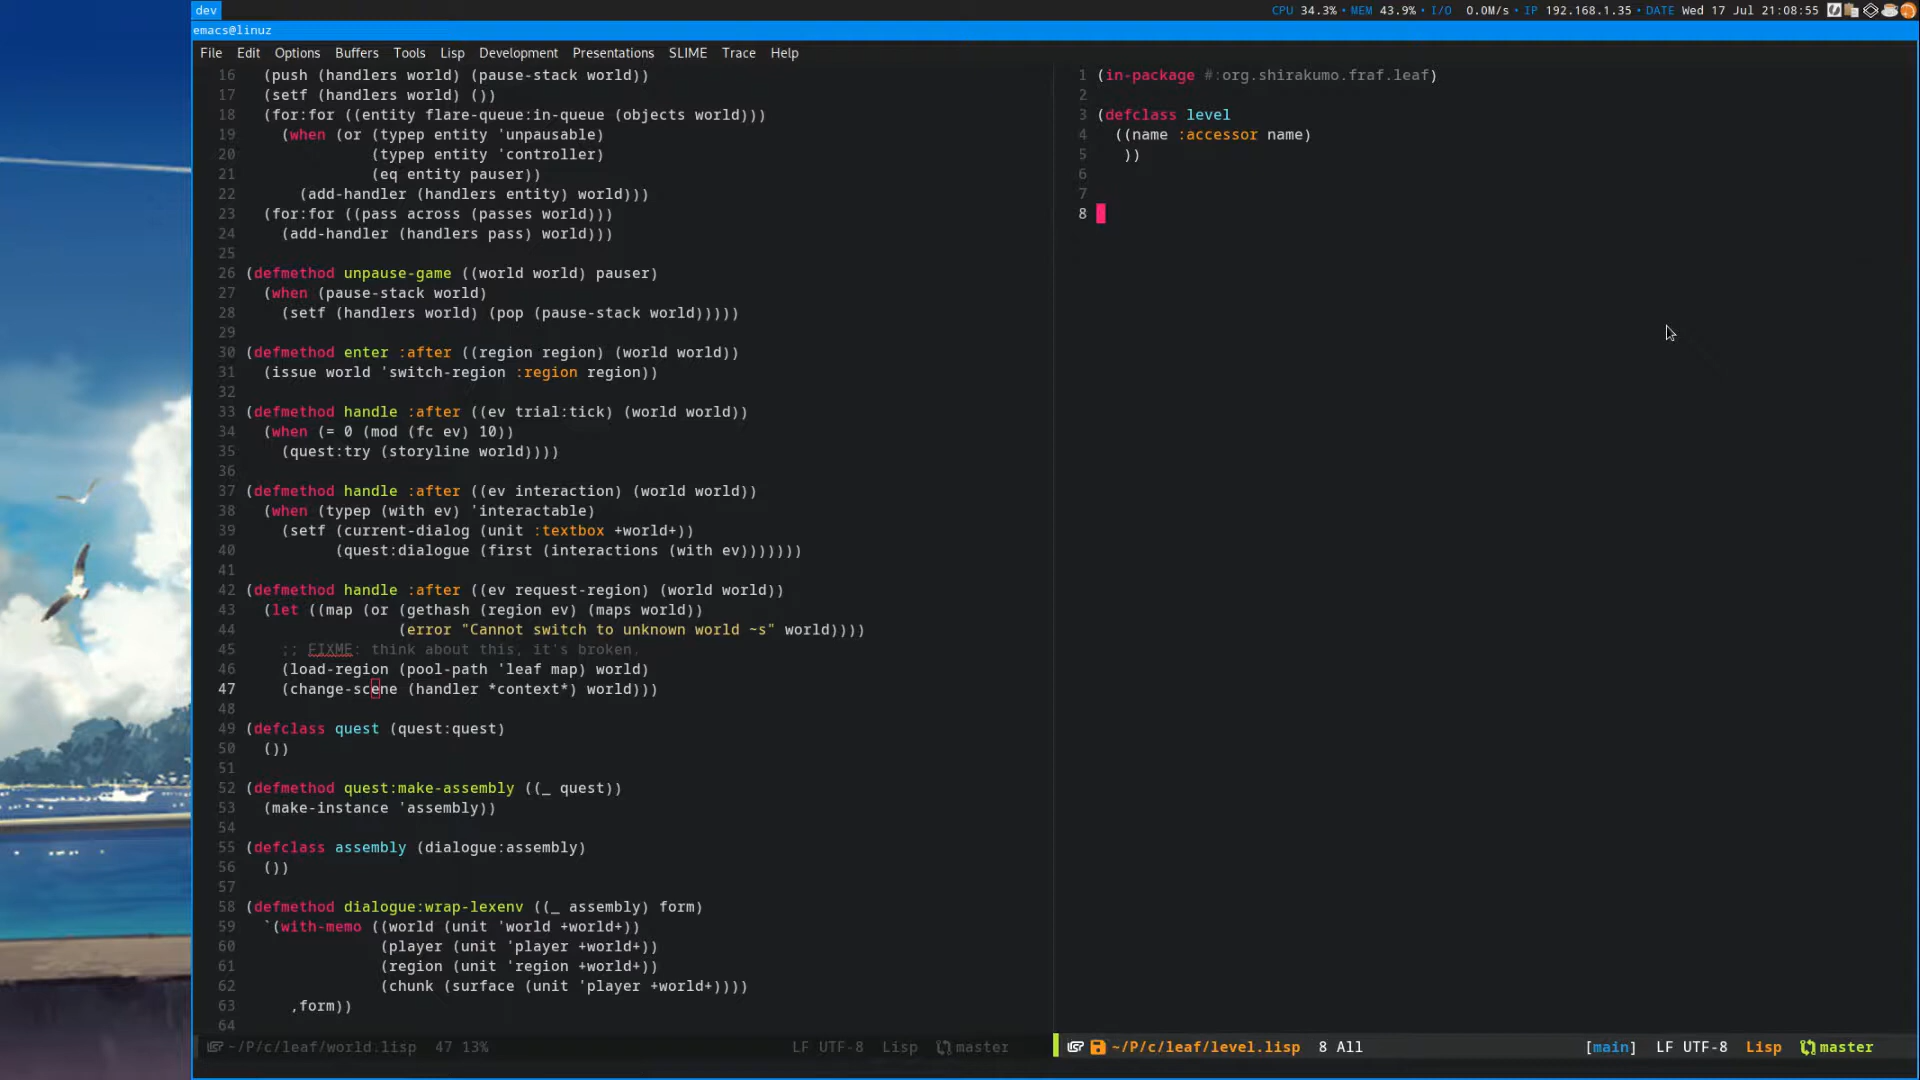 dev
CPU 34.3% • MEM 43.9% • I/O 0.0M/s • IP 192.168.1.35 • DATE Wed 17 Jul 21:08:55
emacs@linuz
File Edit Options Buffers Tools Lisp Development Presentations SLIME Trace Help
16 (push (handlers world) (pause-stack world))
17 (setf (handlers world) ())
18 (for:for ((entity flare-queue:in-queue (objects world)))
19 (when (or (typep entity 'unpausable)
20 (typep entity 'controller)
21 (eq entity pauser))
22 (add-handler (handlers entity) world)))
23 (for:for ((pass across (passes world)))
24 (add-handler (handlers pass) world)))
25
26 (defmethod unpause-game ((world world) pauser)
27 (when (pause-stack world)
28 (setf (handlers world) (pop (pause-stack world)))))
29
30 (defmethod enter :after ((region region) (world world))
31 (issue world 'switch-region :region region))
32
33 (defmethod handle :after ((ev trial:tick) (world world))
34 (when (= 0 (mod (fc ev) 10))
35 (quest:try (storyline world))))
36
37 (defmethod handle :after ((ev interaction) (world world))
38 (when (typep (with ev) 'interactable)
39 (setf (current-dialog (unit :textbox +world+))
40 (quest:dialogue (first (interactions (with ev)))))))
41
42 (defmethod handle :after ((ev request-region) (world world))
43 (let ((map (or (gethash (region ev) (maps world))
44 (error "Cannot switch to unknown world ~s" world))))
45 ;; FIXME: think about this, it's broken.
46 (load-region (pool-path 'leaf map) world)
47 (change-scene (handler *context*) world)))
48
49 (defclass quest (quest:quest)
50 ())
51
52 (defmethod quest:make-assembly ((_ quest))
53 (make-instance 'assembly))
54
55 (defclass assembly (dialogue:assembly)
56 ())
57
58 (defmethod dialogue:wrap-lexenv ((_ assembly) form)
59 `(with-memo ((world (unit 'world +world+))
60 (player (unit 'player +world+))
61 (region (unit 'region +world+))
62 (chunk (surface (unit 'player +world+))))
63 ,form))
64
~/P/c/leaf/world.lisp 47 13% LF UTF-8 Lisp master
1 (in-package #:org.shirakumo.fraf.leaf)
2
3 (defclass level
4 ((name :accessor name)
5 ))
6
7
8
~/P/c/leaf/level.lisp 8 All [main] LF UTF-8 Lisp master